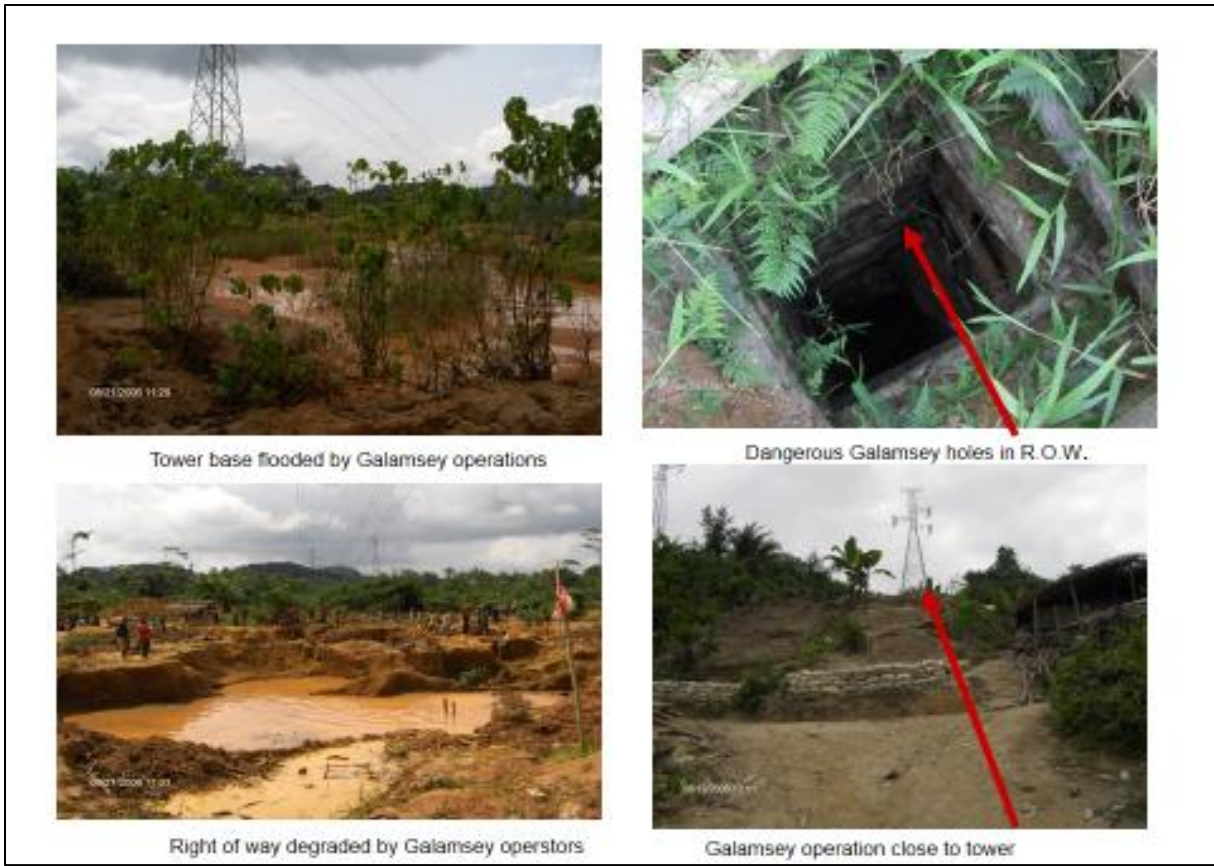 Tower base flooded by Galamsey operations
Dangerous Galamsey holes in R.O.W.
Right of way degraded by Galamsey operstors
Galamsey operation close to tower